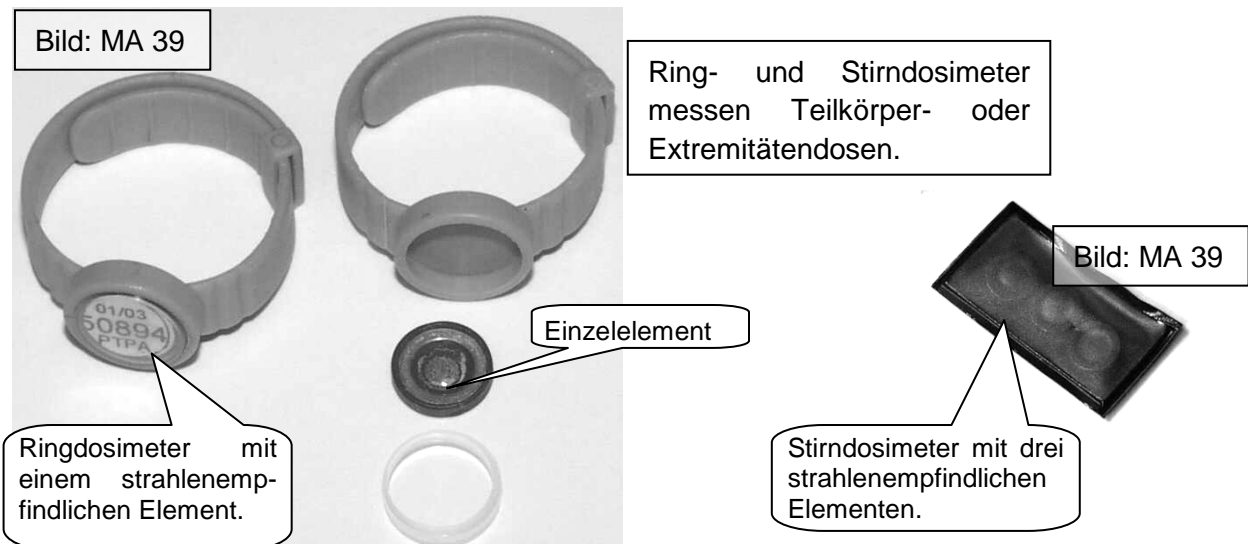 Bild: MA 39
Ring- und Stirndosimeter
messen Teilkörper- oder
Extremitätendosen.
Bild: MA 39
Einzelelement
01/03
50894
PTPA
Ringdosimeter mit
einem strahlenemp-
findlichen Element.
Stirndosimeter mit drei
strahlenempfindlichen
Elementen.